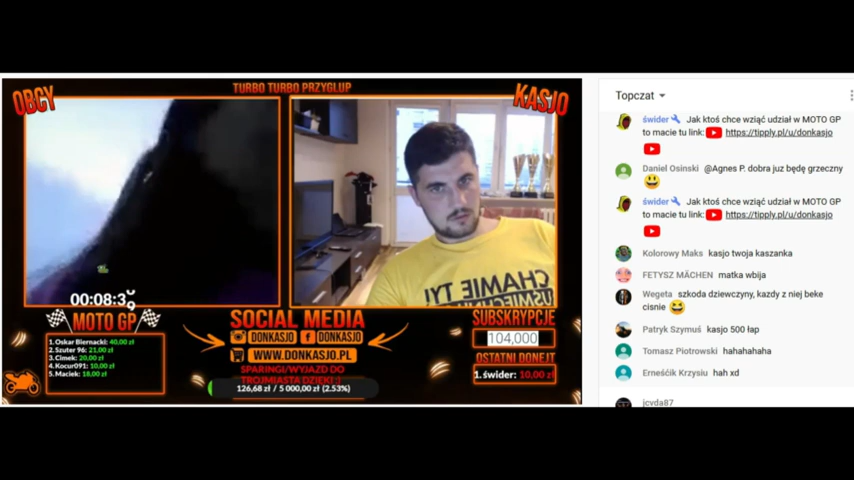 TURBO TURBO PRZYGLUP
OBCY
KASJO
CHAMIE TY!
00:08:3
MOTO GP
1. Oskar Biernacki: 40,00 zł
2. Szuter 96: 21,00 zł
3. Cimek: 20,00 zł
4. Kocur091: 10,00 zł
5. Maciek: 18,00 zł
SOCIAL MEDIA
DONKASJO
DONKASJO
WWW.DONKASJO.PL
SPARINGI/WYJAZD DO
TROJMIASTA DZIĘKI :)
126,68 zł / 5 000,00 zł (2.53%)
SUBSKRYPCJE
104,000
OSTATNI DONEJT
1. świder: 10,00 zł
Topczat
świder Jak ktoś chce wziąć udział w MOTO GP
to macie tu link: https://tipply.pl/u/donkasjo
Daniel Osinski @Agnes P. dobra juz będę grzeczny
świder Jak ktoś chce wziąć udział w MOTO GP
to macie tu link: https://tipply.pl/u/donkasjo
Kolorowy Maks kasjo twoja kaszanka
FETYSZ MÄCHEN matka wbija
Wegeta szkoda dziewczyny, kazdy z niej beke
cisnie
Patryk Szymuś kasjo 500 łap
Tomasz Piotrowski hahahahaha
Erneśćik Krzysiu hah xd
jcvda87